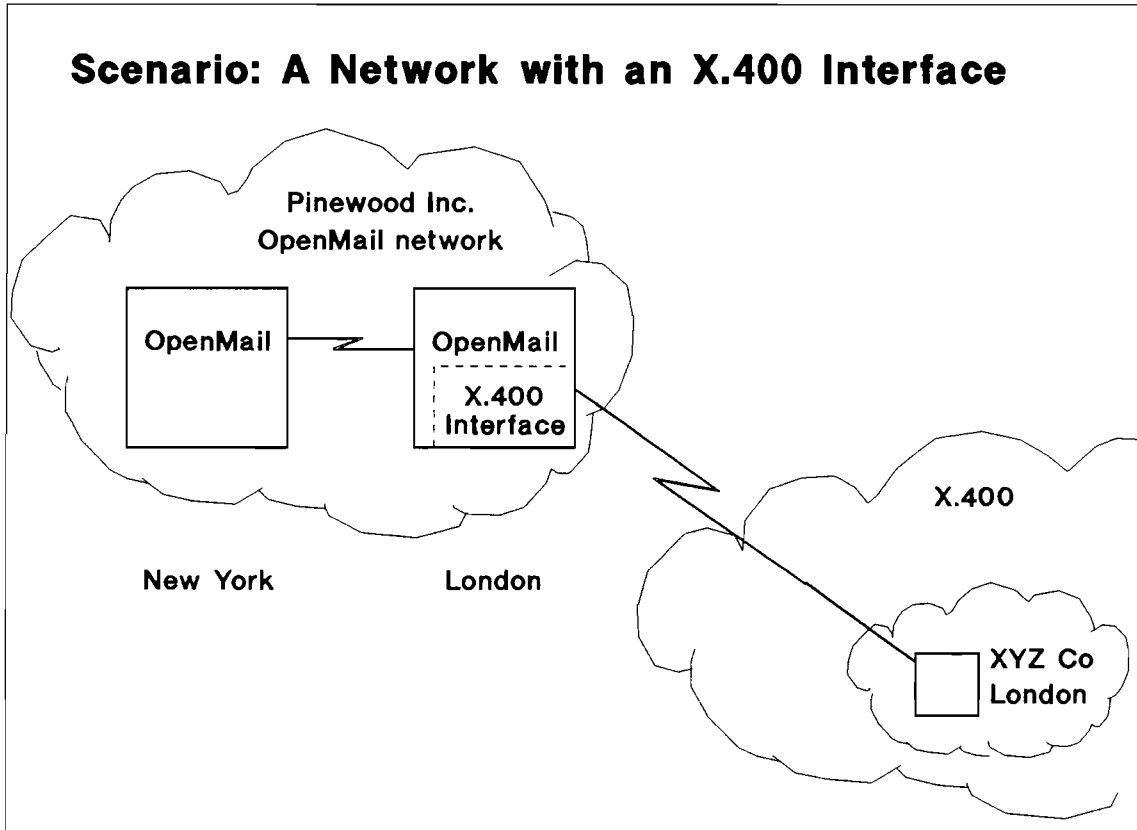 Scenario: A Network with an X.400 Interface
Pinewood Inc.
OpenMail network
OpenMail
OpenMail
X.400
Interface
New York
London
X.400
XYZ Co
London